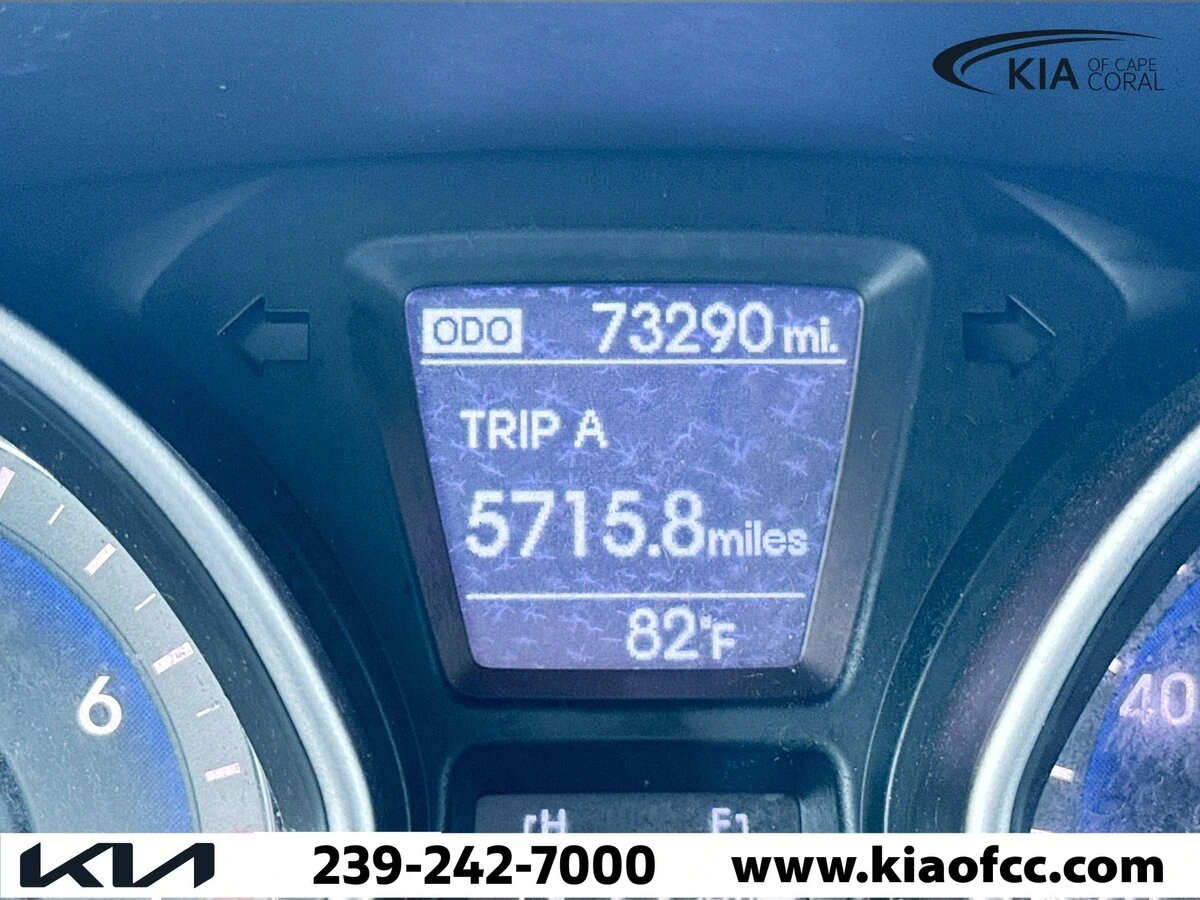 KIA OF CAPE CORAL
ODO 73290 mi.
TRIP A
5715.8 miles
82°F
6
40
H F
KIA 239-242-7000 www.kiaofcc.com